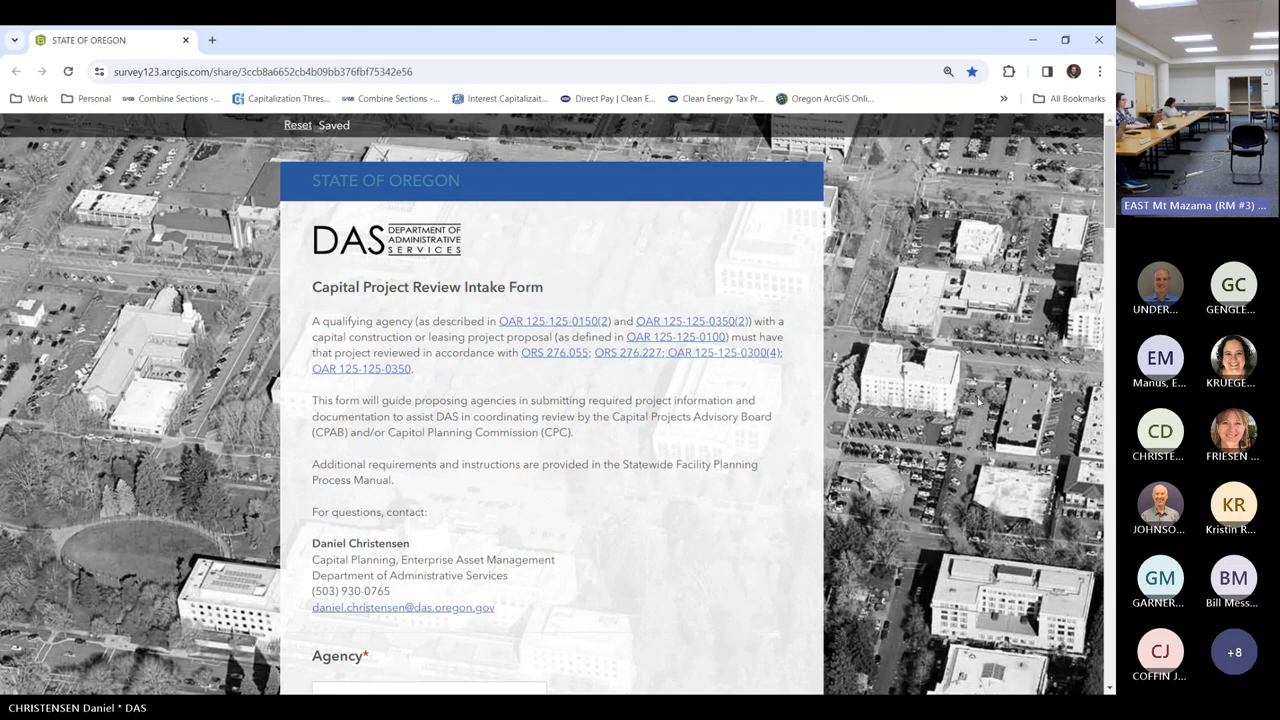 STATE OF OREGON
survey123.arcgis.com/share/3ccb8a6652cb4b09bb376fbf75342e56
Work
Personal
Combine Sections -...
Capitalization Thres...
Combine Sections -...
Interest Capitalizait...
Direct Pay | Clean E...
Clean Energy Tax Pr...
Oregon ArcGIS Onli...
All Bookmarks
Reset Saved
STATE OF OREGON
DAS DEPARTMENT OF
ADMINISTRATIVE
SERVICES
Capital Project Review Intake Form
A qualifying agency (as described in OAR 125-125-0150(2) and OAR 125-125-0350(2)) with a
capital construction or leasing project proposal (as defined in OAR 125-125-0100) must have
that project reviewed in accordance with ORS 276.055; ORS 276.227; OAR 125-125-0300(4);
OAR 125-125-0350.
This form will guide proposing agencies in submitting required project information and
documentation to assist DAS in coordinating review by the Capital Projects Advisory Board
(CPAB) and/or Capitol Planning Commission (CPC).
Additional requirements and instructions are provided in the Statewide Facility Planning
Process Manual.
For questions, contact:
Daniel Christensen
Capital Planning, Enterprise Asset Management
Department of Administrative Services
(503) 930-0765
daniel.christensen@das.oregon.gov
Agency*
EAST Mt Mazama (RM #3) ...
UNDER...
GC
GENGLE...
EM
Manus, E...
KRUEGE...
CD
CHRISTE...
FRIESEN ...
JOHNSO...
KR
Kristin R...
GM
GARNER...
BM
Bill Mess...
CJ
COFFIN J...
+8
CHRISTENSEN Daniel * DAS